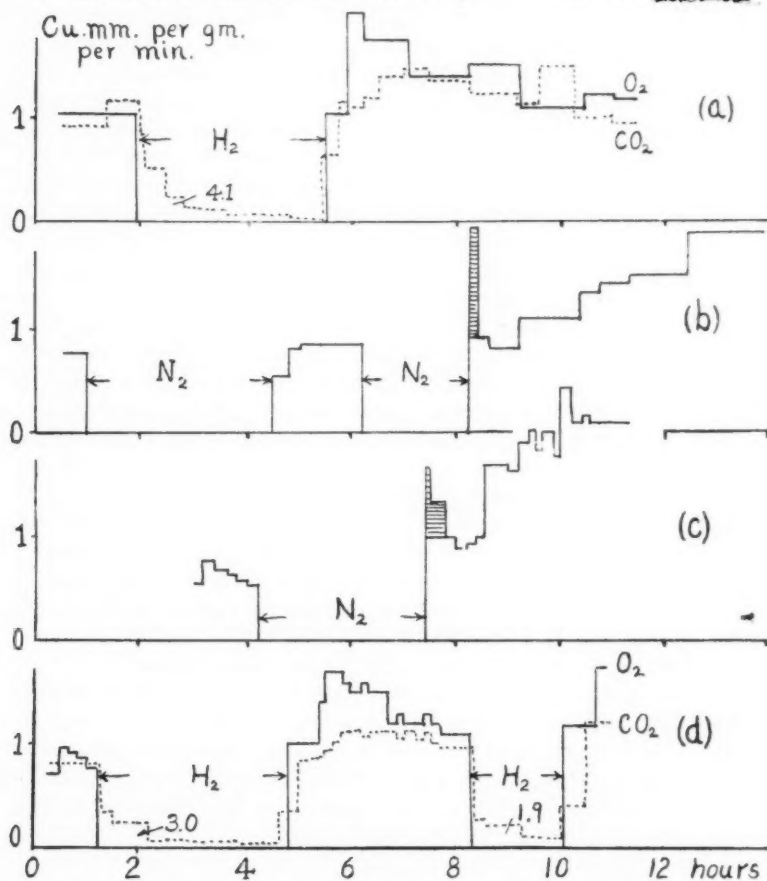 Cu.mm. per gm.
per min.
1
0
H₂
4.1
O₂
CO₂
(a)
1
0
N₂
N₂
(b)
1
0
N₂
(c)
1
0
H₂
3.0
H₂
1.9
O₂
CO₂
(d)
0 2 4 6 8 10 12 hours